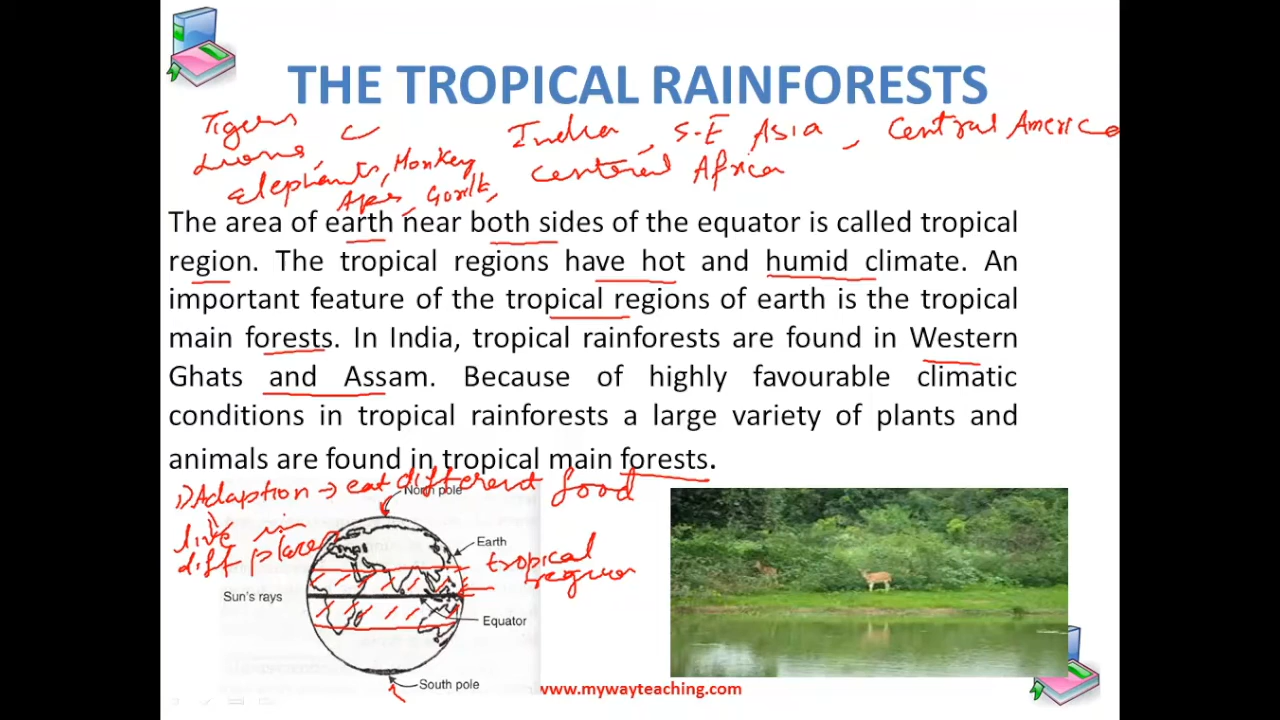 THE TROPICAL RAINFORESTS
Tigers India, S-E Asia, Central America
Lions, Centeral Africa
Elephants, Monkey
Apes, Gorill,
The area of earth near both sides of the equator is called tropical
region. The tropical regions have hot and humid climate. An
important feature of the tropical regions of earth is the tropical
main forests. In India, tropical rainforests are found in Western
Ghats and Assam. Because of highly favourable climatic
conditions in tropical rainforests a large variety of plants and
animals are found in tropical main forests.
1) Adaption → eat different food
live in
diff places
North pole
Earth
tropical
region
Sun's rays
Equator
South pole
www.mywayteaching.com